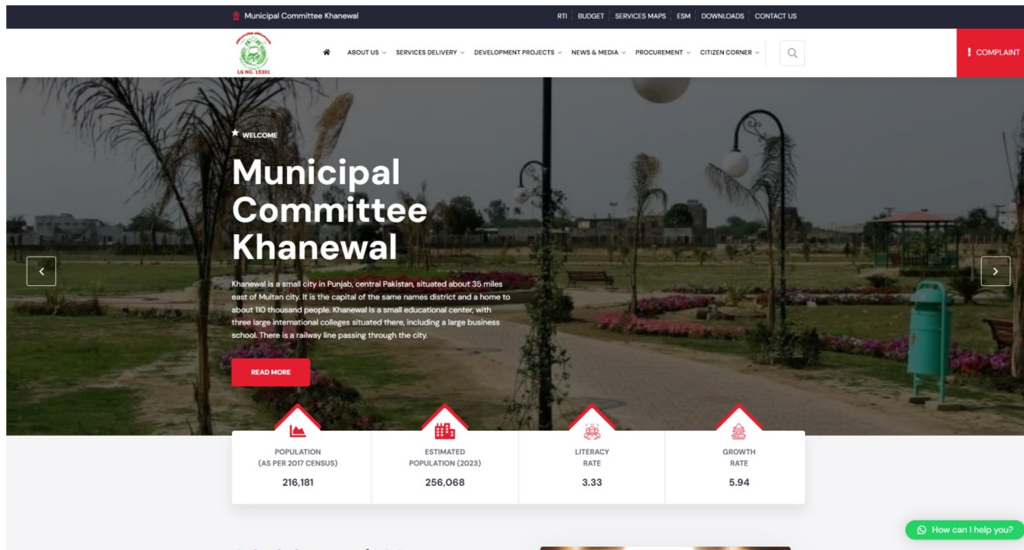 Municipal Committee Khanewal
RTI BUDGET SERVICES MAPS ESM DOWNLOADS CONTACT US
LG NO. 15301
ABOUT US SERVICES DELIVERY DEVELOPMENT PROJECTS NEWS & MEDIA PROCUREMENT CITIZEN CORNER
COMPLAINT
WELCOME
Municipal
Committee
Khanewal
Khanewal is a small city in Punjab, central Pakistan, situated about 35 miles
east of Multan city. It is the capital of the same names district and a home to
about 110 thousand people. Khanewal is a small educational center, with
three large international colleges situated there, including a large business
school. There is a railway line passing through the city.
READ MORE
POPULATION
(AS PER 2017 CENSUS)
216,181
ESTIMATED
POPULATION (2023)
256,068
LITERACY
RATE
3.33
GROWTH
RATE
5.94
How can I help you?